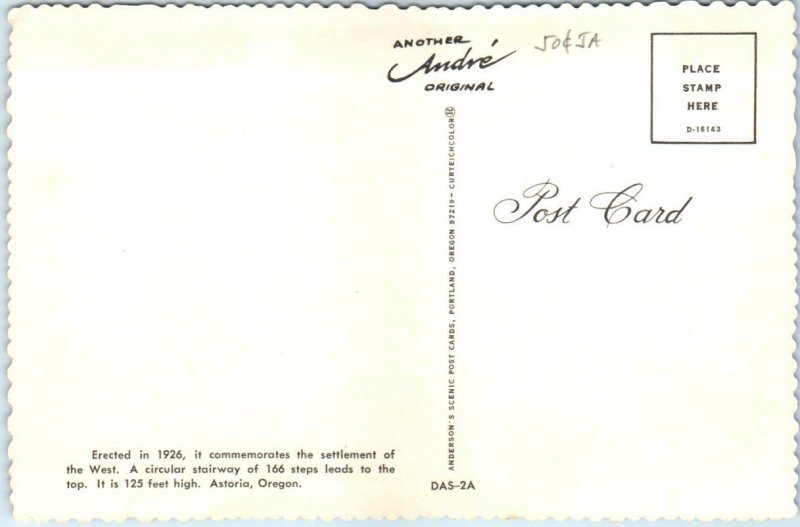 ANOTHER
André
ORIGINAL
50¢ JA
PLACE
STAMP
HERE
D-16143
Post Card
ANDERSON'S SCENIC POST CARDS, PORTLAND, OREGON 97219– CURTEICHCOLOR®
Erected in 1926, it commemorates the settlement of
the West. A circular stairway of 166 steps leads to the
top. It is 125 feet high. Astoria, Oregon.
DAS–2A